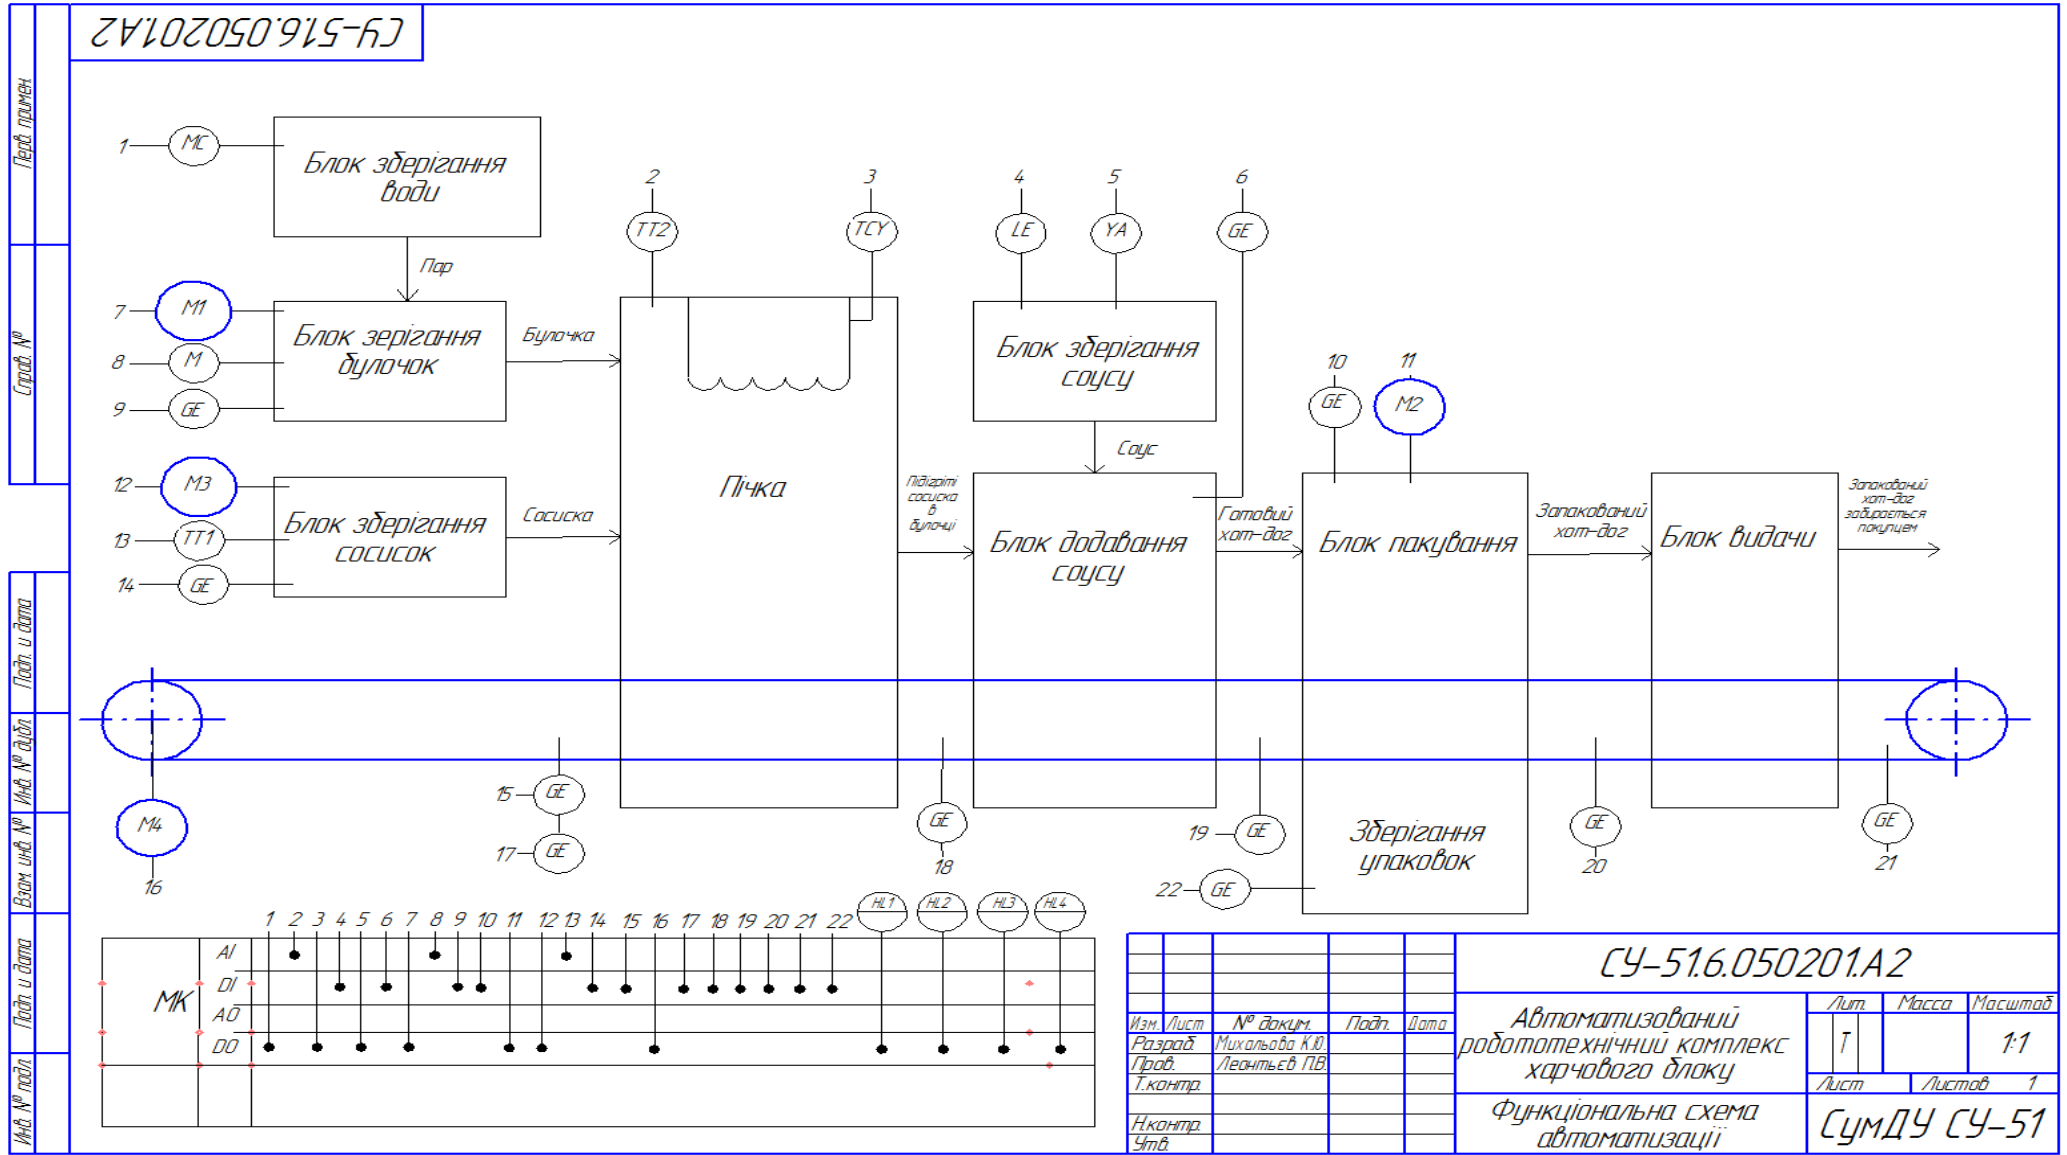 СУ-51.6.050201.А2
Перв. примен.
Справ. №
Подп. и дата
Инв. № дубл.
Взам. инв. №
Подп. и дата
Инв. № подл.
1
МС
Блок зберігання
води
Пар
7
М1
8
М
9
GE
Блок зерігання
булочок
Булочка
12
М3
13
ТТ1
14
GE
Блок зберігання
сосисок
Сосиска
2
ТТ2
3
TCY
Пічка
Підігріті
сосиска
в
булочці
4
LE
5
YA
6
GE
Блок зберігання
соусу
Соус
Блок додавання
соусу
Готовий
хот-дог
10
GE
11
М2
Блок пакування
Зберігання
упаковок
Запакований
хот-дог
Блок видачи
Запакований
хот-дог
забирається
покупцем
М4
16
15
GE
17
GE
GE
18
19
GE
22
GE
GE
20
GE
21
1 2 3 4 5 6 7 8 9 10 11 12 13 14 15 16 17 18 19 20 21 22 HL1 HL2 HL3 HL4
МК
AI
DI
AO
DO
СУ-51.6.050201.А2
Изм. Лист № докум. Подп. Дата
Разраб. Михальова К.Ю.
Пров. Леонтьєв П.В.
Т.контр.
Н.контр.
Утв.
Автоматизований
робототехнічний комплекс
харчового блоку
Лит. Масса Масштаб
Т 1:1
Лист Листов 1
Функціональна схема
автоматизації
СумДУ СУ-51